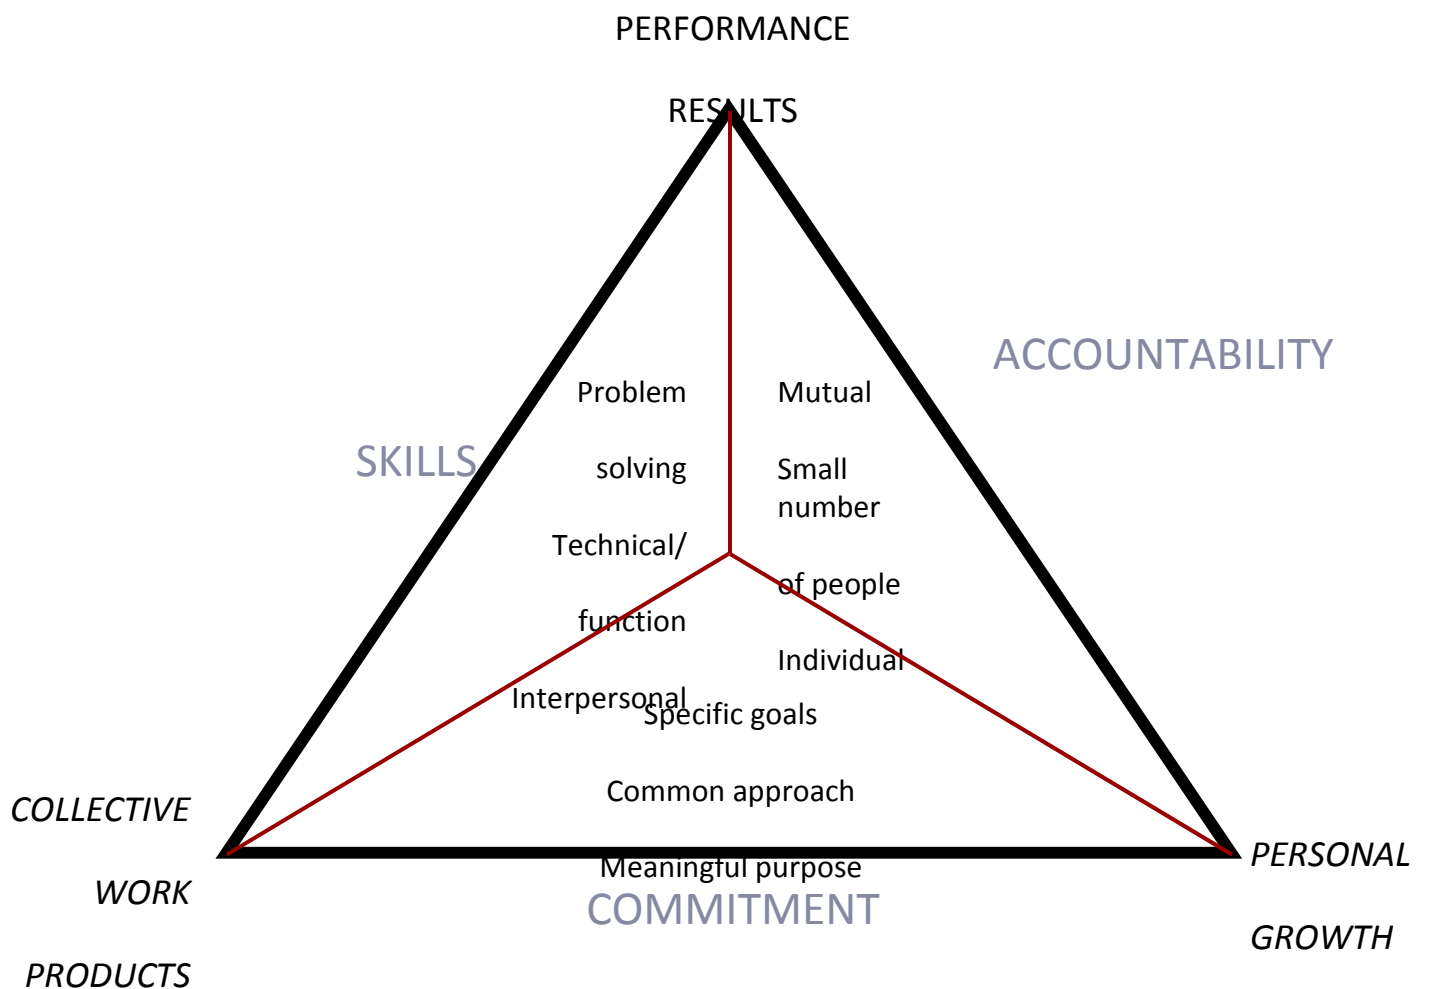 PERFORMANCE
RESULTS
ACCOUNTABILITY
SKILLS
Problem
solving
Technical/
function
Interpersonal
Mutual
Small
number
of people
Individual
Specific goals
Common approach
Meaningful purpose
COMMITMENT
COLLECTIVE
WORK
PRODUCTS
PERSONAL
GROWTH